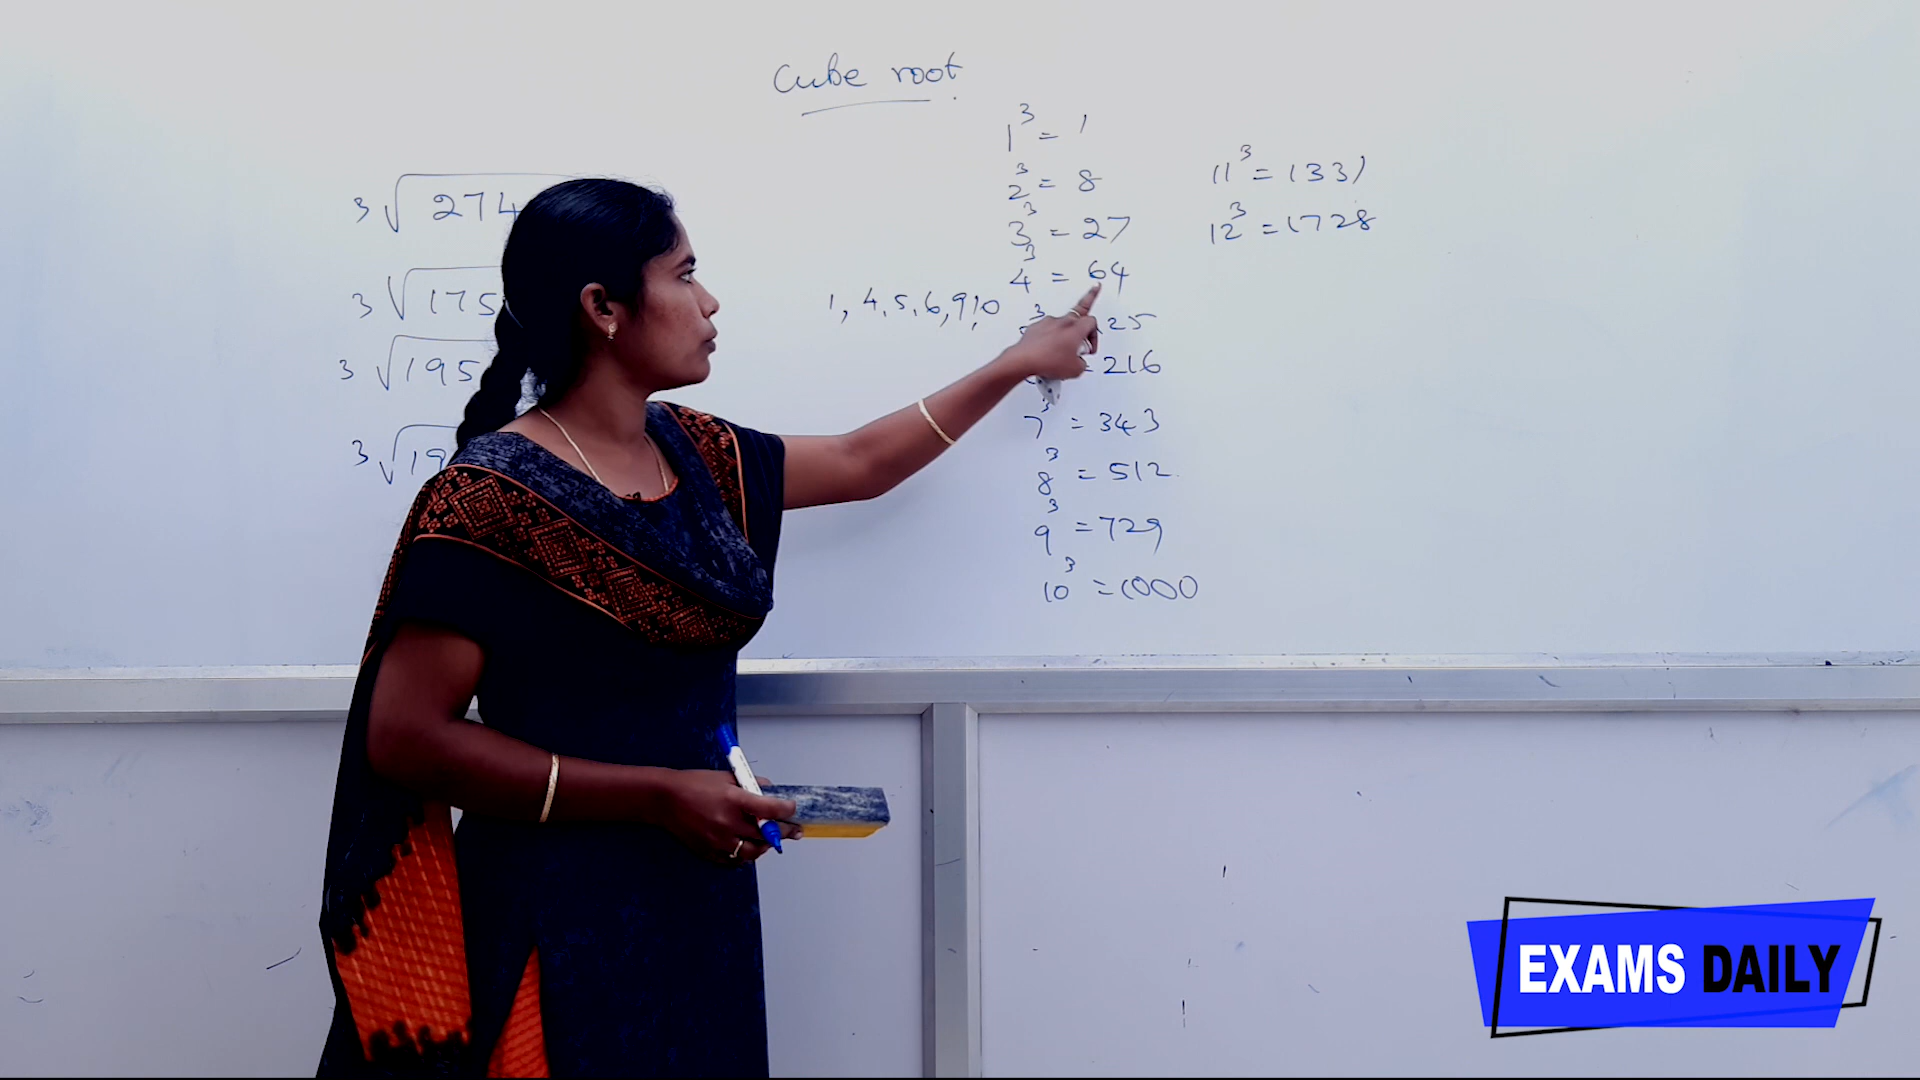 Cube root
3√274
3√175
3√195
3√19
1, 4, 5, 6, 9, 10
1³ = 1
2³ = 8
3³ = 27
4³ = 64
25
= 216
7³ = 343
8³ = 512
9³ = 729
10³ = 1000
11³ = 1331
12³ = 1728
EXAMS DAILY